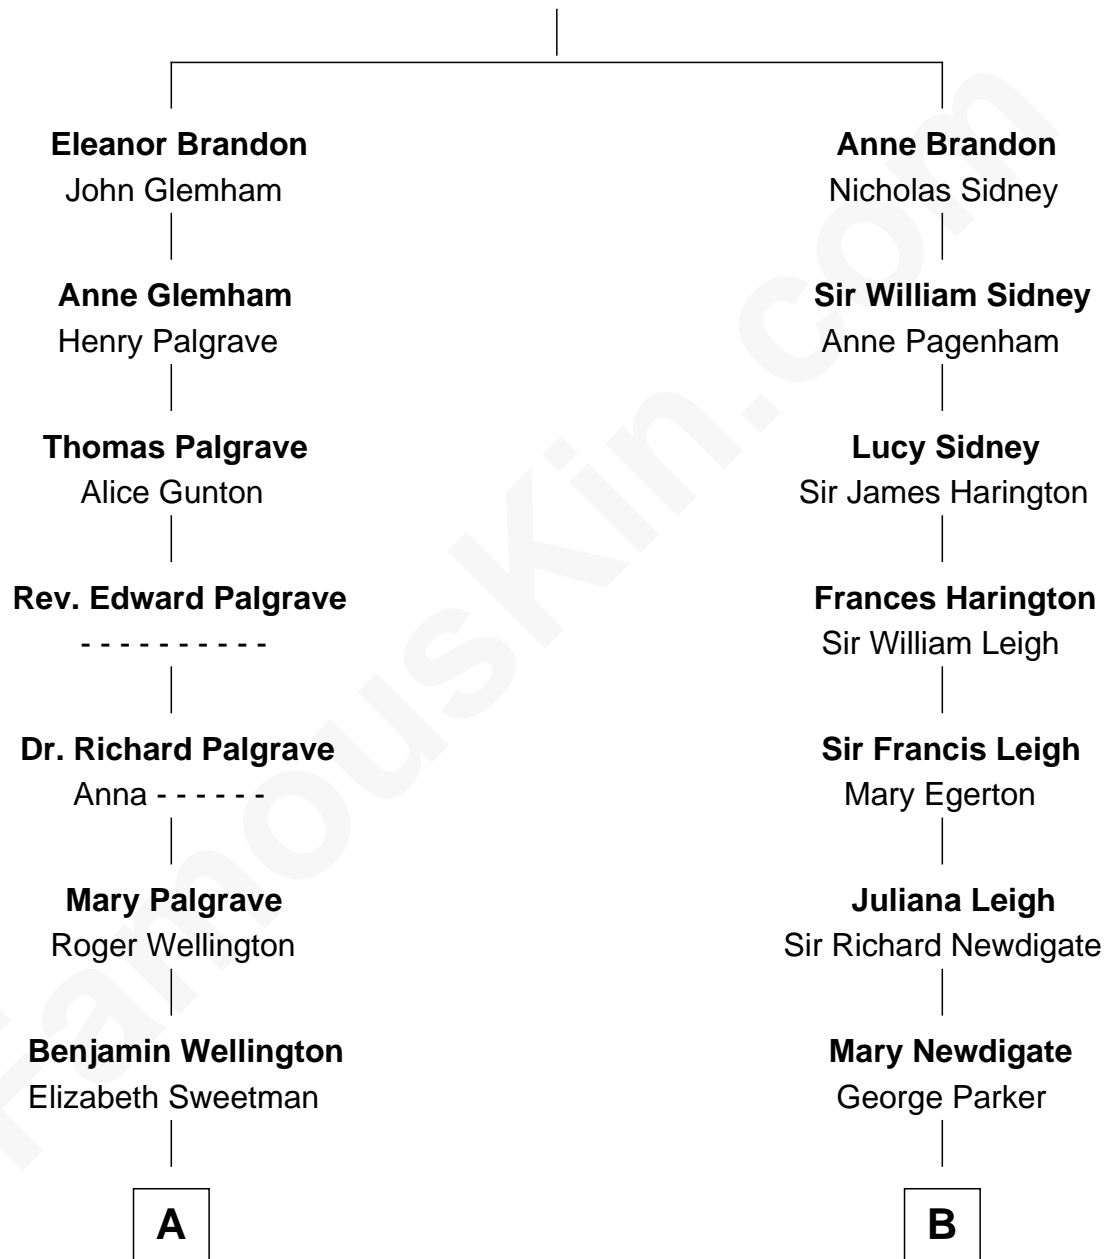 Eleanor Brandon
John Glemham
Anne Glemham
Henry Palgrave
Thomas Palgrave
Alice Gunton
Rev. Edward Palgrave
- - - - - - - - - -
Dr. Richard Palgrave
Anna - - - - - -
Mary Palgrave
Roger Wellington
Benjamin Wellington
Elizabeth Sweetman
A
Anne Brandon
Nicholas Sidney
Sir William Sidney
Anne Pagenham
Lucy Sidney
Sir James Harington
Frances Harington
Sir William Leigh
Sir Francis Leigh
Mary Egerton
Juliana Leigh
Sir Richard Newdigate
Mary Newdigate
George Parker
B
FamousKin.com